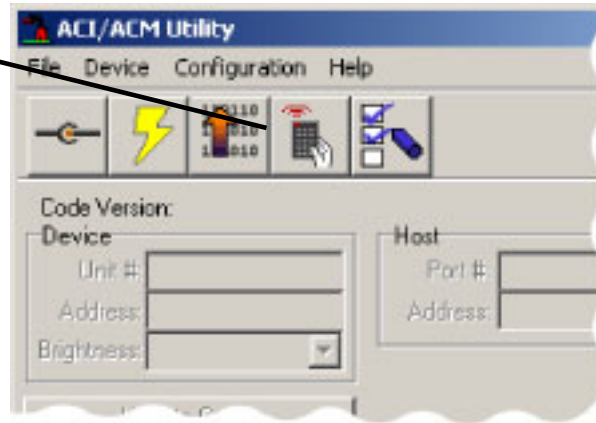 ACI/ACM Utility
File Device Configuration Help
Code Version:
Device
Host
Unit #:
Port #:
Address:
Address:
Brightness: